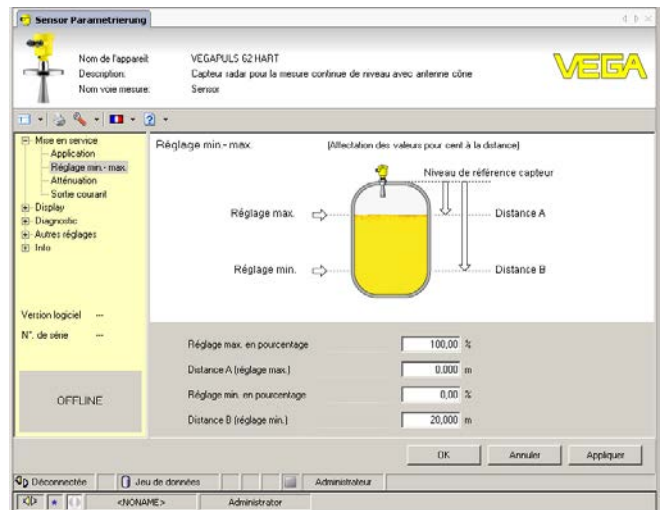 Sensor Parametrierung
Nom de l'appareil: VEGAPULS 62 HART
Description: Capteur radar pour la mesure continue de niveau avec antenne cône
Nom voie mesure: Sensor
VEGA
Mise en service
Application
Réglage min.- max.
Atténuation
Sortie courant
Display
Diagnostic
Autres réglages
Info
Version logiciel ---
N°. de série ---
OFFLINE
Réglage min.- max. (Affectation des valeurs pour cent à la distance)
Niveau de référence capteur
Réglage max. Distance A
Réglage min. Distance B
Réglage max. en pourcentage 100,00 %
Distance A (réglage max.) 0.000 m
Réglage min. en pourcentage 0,00 %
Distance B (réglage min.) 20,000 m
OK Annuler Appliquer
Déconnectée Jeu de données Administrateur
<NONAME> Administrator